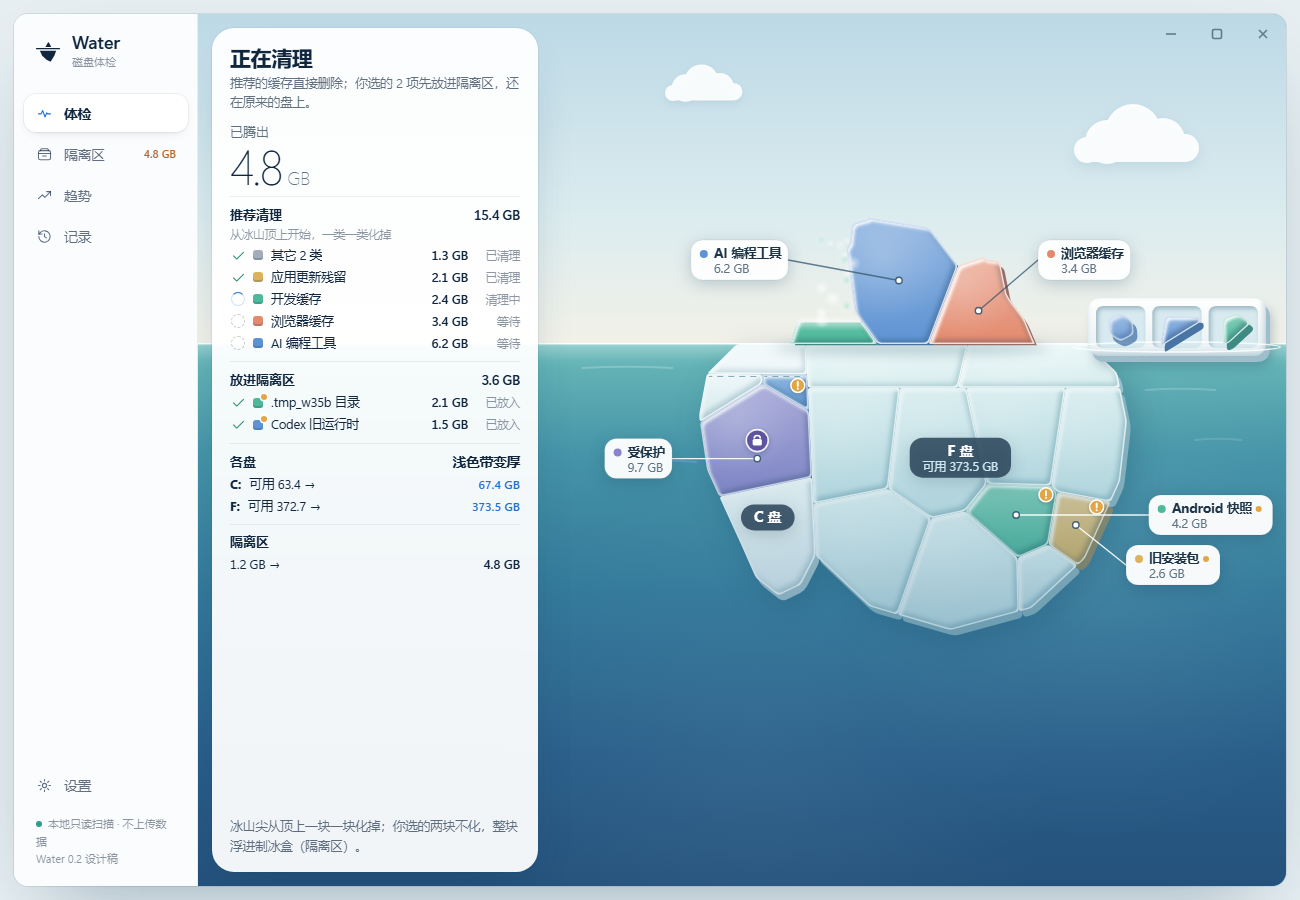 Water
磁盘体检
体检
隔离区 4.8 GB
趋势
记录
设置
本地只读扫描 · 不上传数
据
Water 0.2 设计稿
正在清理
推荐的缓存直接删除；你选的 2 项先放进隔离区，还
在原来的盘上。
已腾出
4.8 GB
推荐清理 15.4 GB
从冰山顶上开始，一类一类化掉
其它 2 类 1.3 GB 已清理
应用更新残留 2.1 GB 已清理
开发缓存 2.4 GB 清理中
浏览器缓存 3.4 GB 等待
AI 编程工具 6.2 GB 等待
放进隔离区 3.6 GB
.tmp_w35b 目录 2.1 GB 已放入
Codex 旧运行时 1.5 GB 已放入
各盘 浅色带变厚
C: 可用 63.4 → 67.4 GB
F: 可用 372.7 → 373.5 GB
隔离区
1.2 GB → 4.8 GB
冰山尖从顶上一块一块化掉；你选的两块不化，整块
浮进制冰盒（隔离区）。
AI 编程工具
6.2 GB
浏览器缓存
3.4 GB
受保护
9.7 GB
F 盘
可用 373.5 GB
C 盘
Android 快照
4.2 GB
旧安装包
2.6 GB